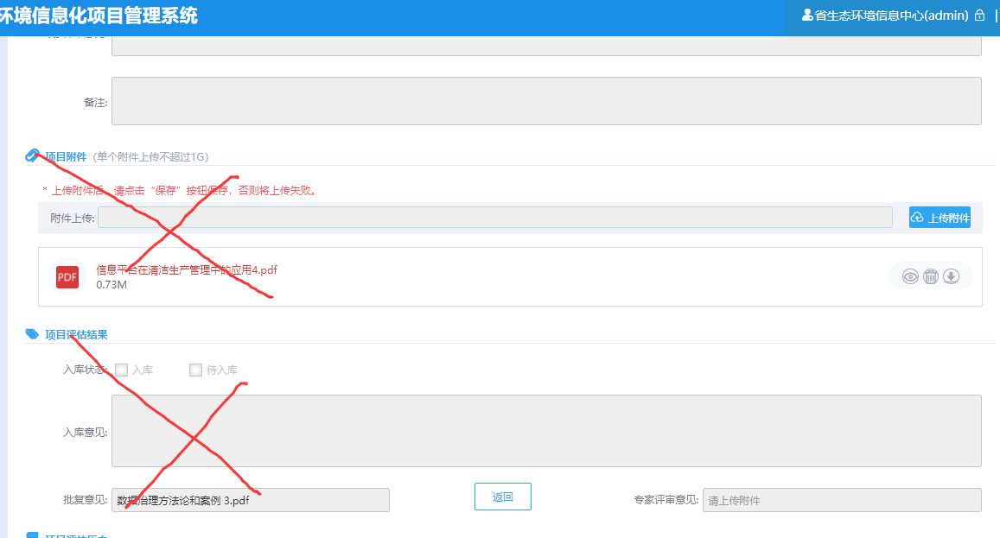 环境信息化项目管理系统
省生态环境信息中心(admin)
备注:
项目附件 (单个附件上传不超过1G)
* 上传附件后，请点击“保存”按钮保存，否则将上传失败。
附件上传: 上传附件
PDF
信息平台在清洁生产管理中的应用4.pdf
0.73M
项目评估结果
入库状态: 入库 待入库
入库意见:
批复意见: 数据治理方法论和案例 3.pdf 返回 专家评审意见: 请上传附件
项目评估历史